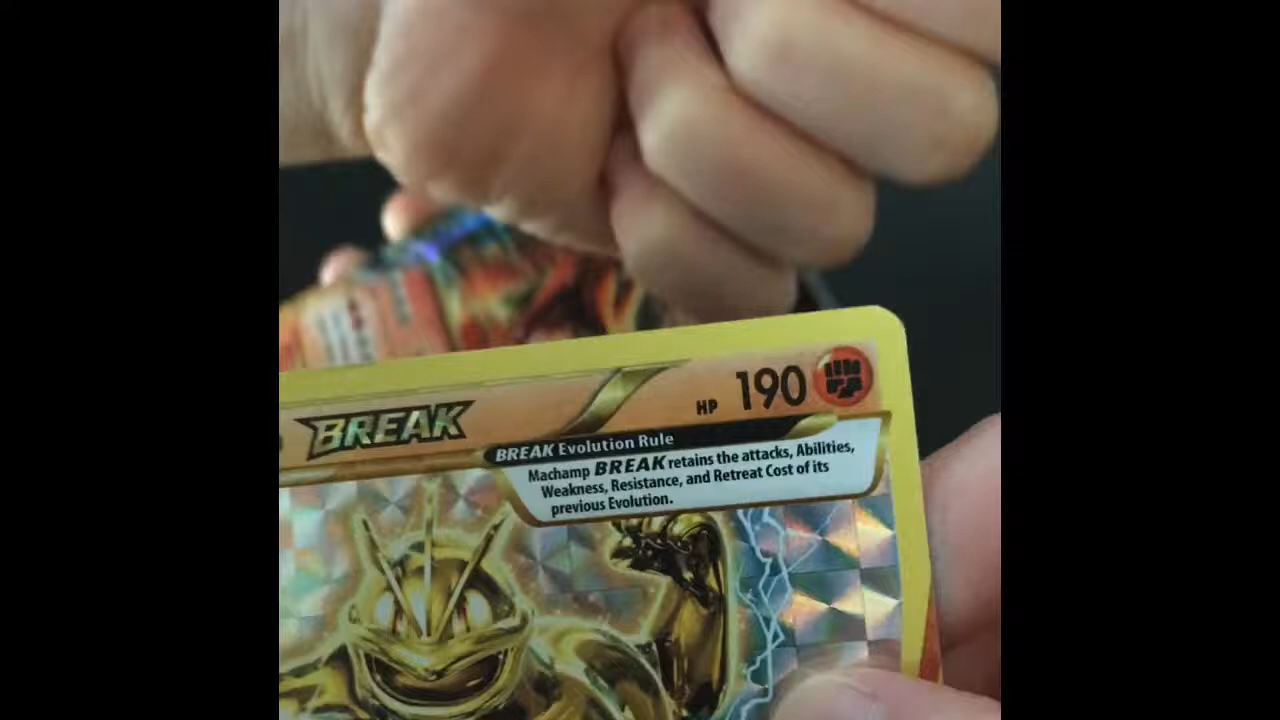 BREAK
HP 190
BREAK Evolution Rule
Machamp BREAK retains the attacks, Abilities,
Weakness, Resistance, and Retreat Cost of its
previous Evolution.